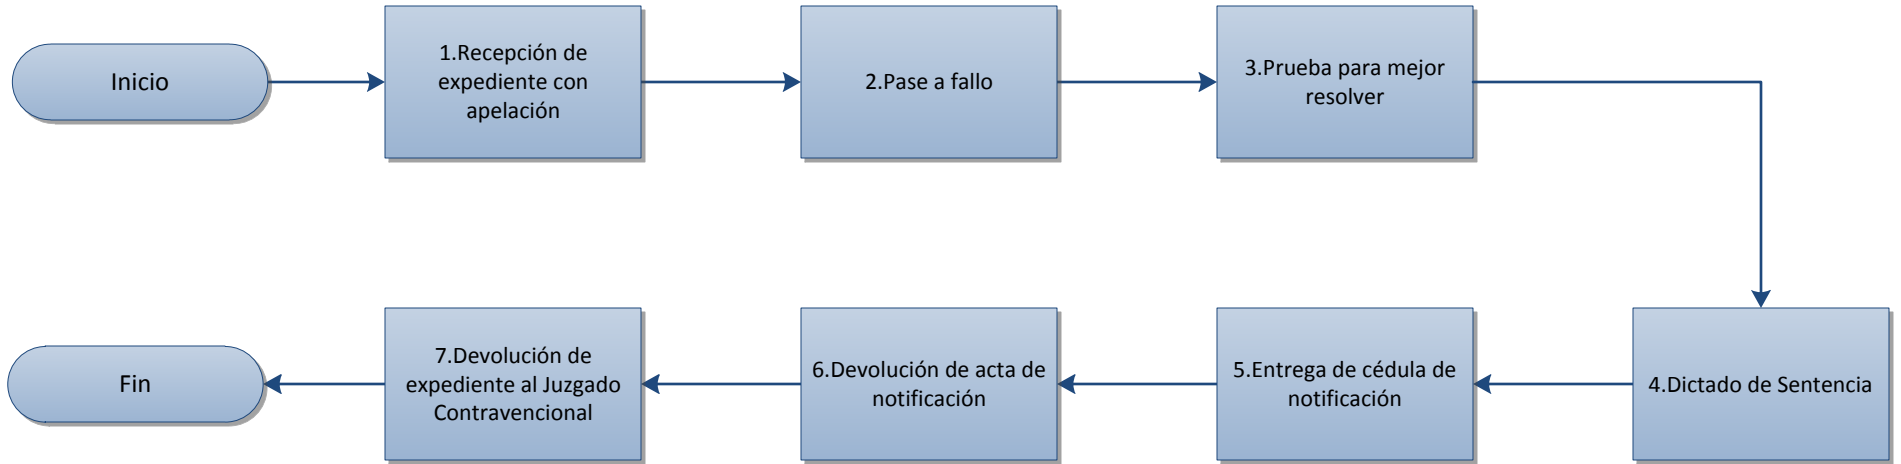 Inicio
1.Recepción de
expediente con
apelación
2.Pase a fallo
3.Prueba para mejor
resolver
4.Dictado de Sentencia
5.Entrega de cédula de
notificación
6.Devolución de acta de
notificación
7.Devolución de
expediente al Juzgado
Contravencional
Fin